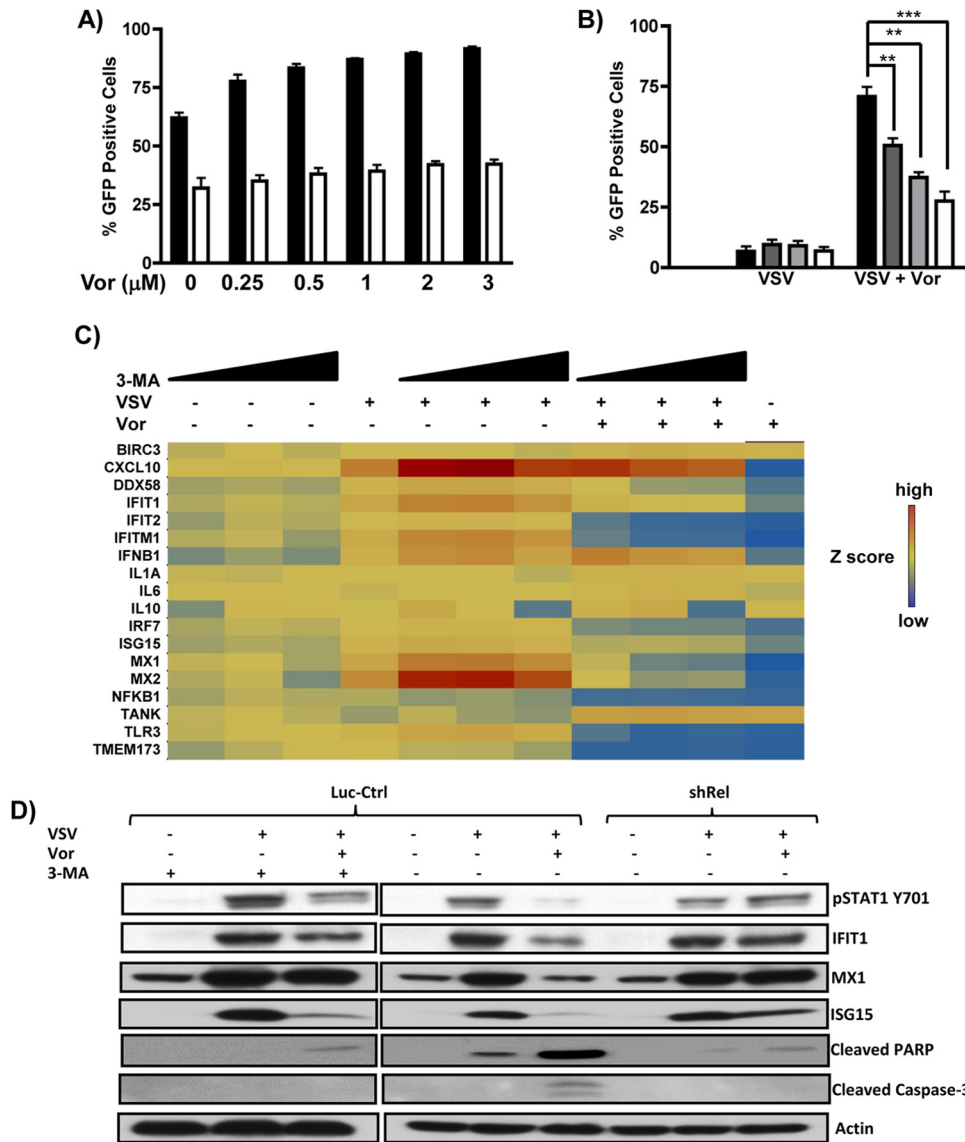 A)
100
75
50
25
0
% GFP Positive Cells
Vor (μM) 0 0.25 0.5 1 2 3
B)
100
75
50
25
0
% GFP Positive Cells
***
**
**
VSV VSV + Vor
C)
3-MA
VSV - - - + + + + + + + -
Vor - - - - - - - + + + +
BIRC3
CXCL10
DDX58
IFIT1
IFIT2
IFITM1
IFNB1
IL1A
IL6
IL10
IRF7
ISG15
MX1
MX2
NFKB1
TANK
TLR3
TMEM173
high
Z score
low
D)
Luc-Ctrl shRel
VSV - + + - + + - + +
Vor - - + - - + - - +
3-MA + + + - - - - - -
pSTAT1 Y701
IFIT1
MX1
ISG15
Cleaved PARP
Cleaved Caspase-3
Actin